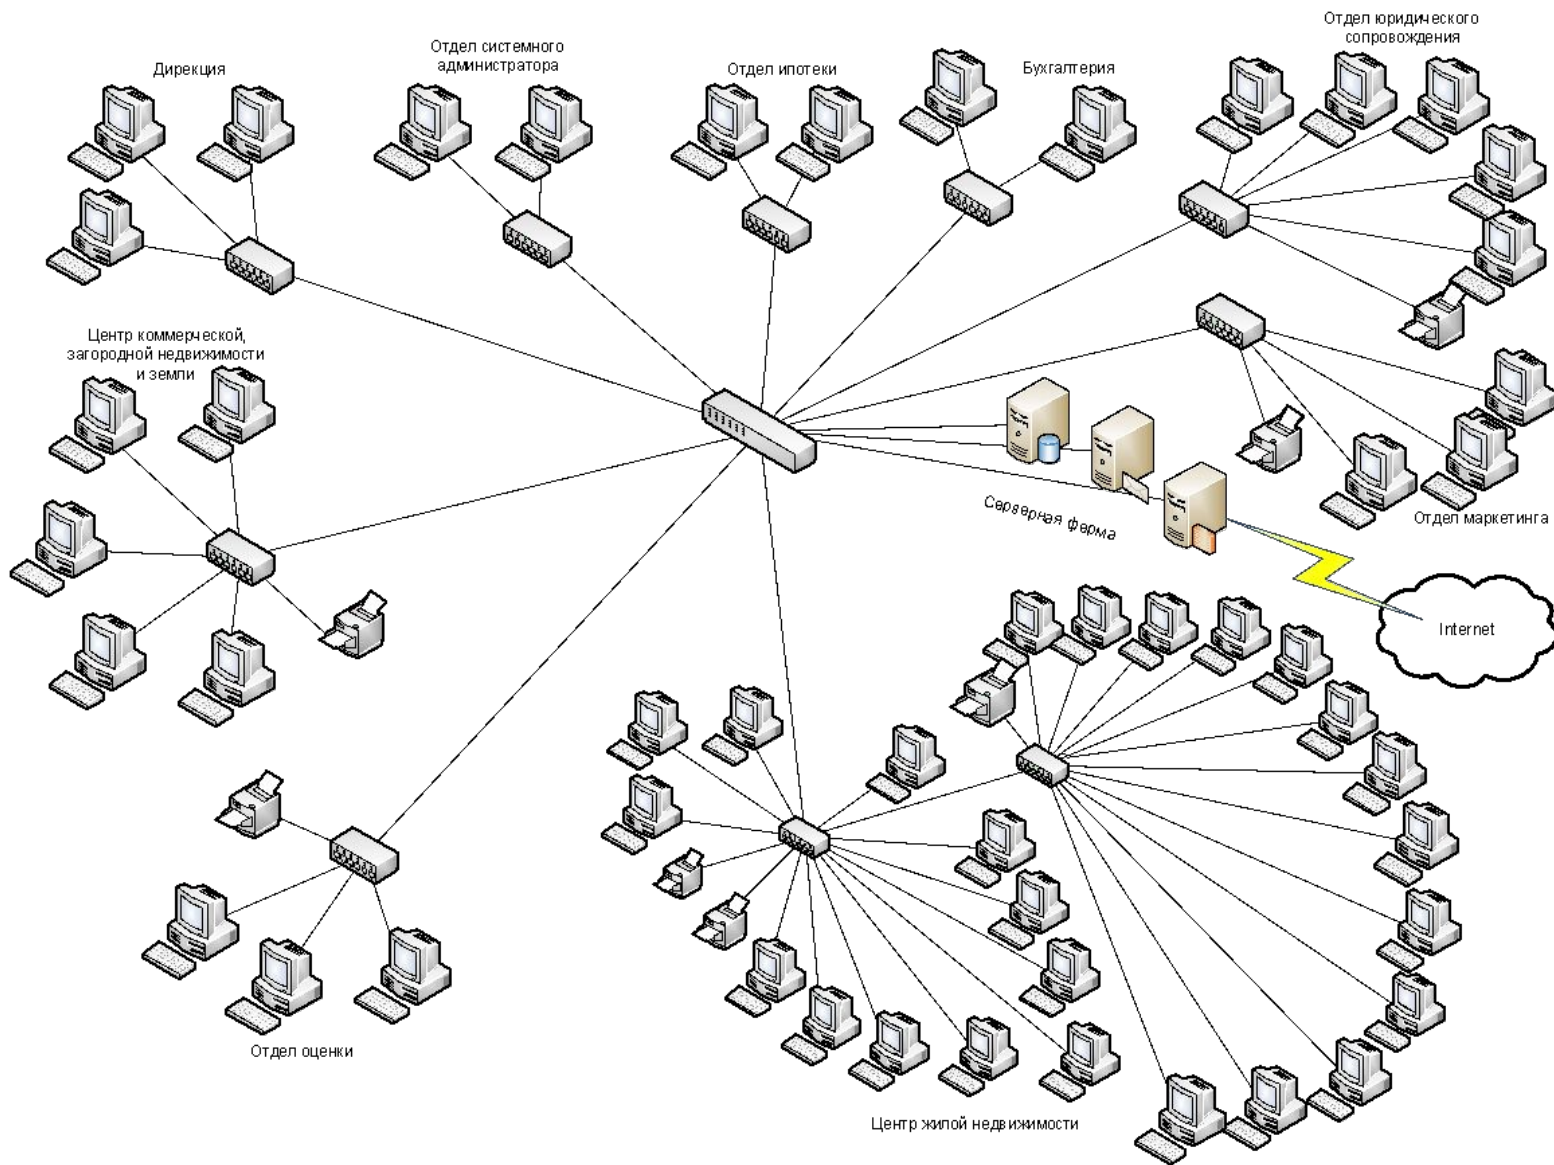 Отдел юридического
сопровождения
Отдел системного
администратора
Дирекция
Отдел ипотеки
Бухгалтерия
Центр коммерческой,
загородной недвижимости
и земли
Серверная ферма
Отдел маркетинга
Internet
Отдел оценки
Центр жилой недвижимости